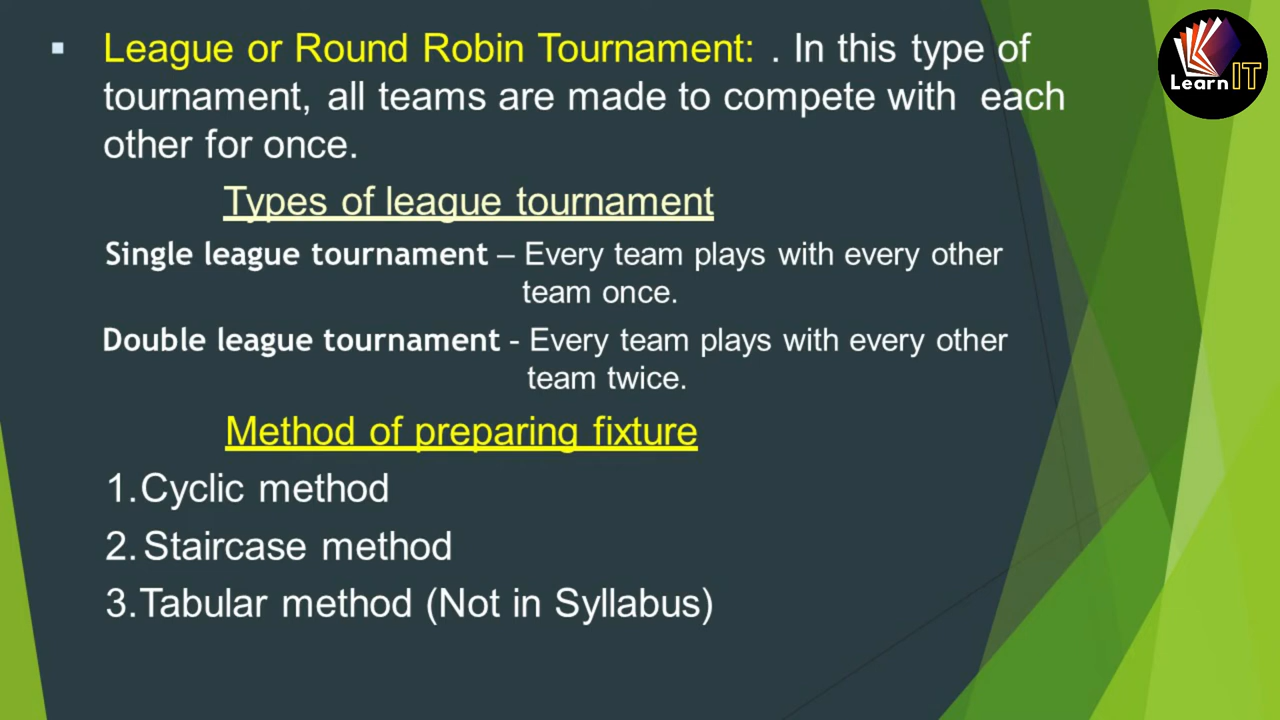 League or Round Robin Tournament: . In this type of
tournament, all teams are made to compete with each
other for once.
Types of league tournament
Single league tournament – Every team plays with every other
team once.
Double league tournament - Every team plays with every other
team twice.
Method of preparing fixture
1.Cyclic method
2. Staircase method
3.Tabular method (Not in Syllabus)
Learn IT